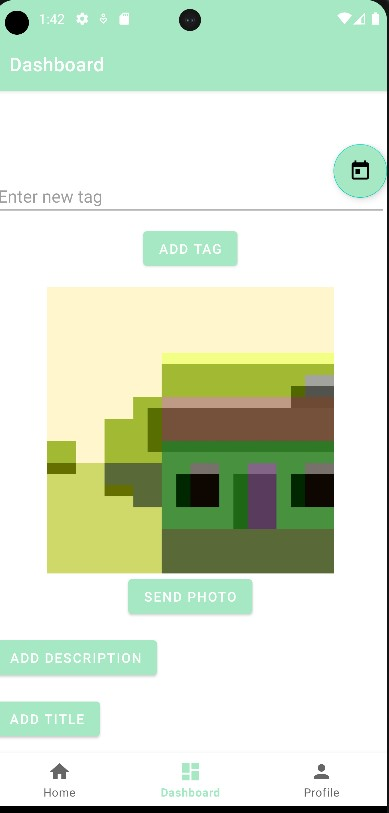 1:42
Dashboard
Enter new tag
ADD TAG
SEND PHOTO
ADD DESCRIPTION
ADD TITLE
Home Dashboard Profile